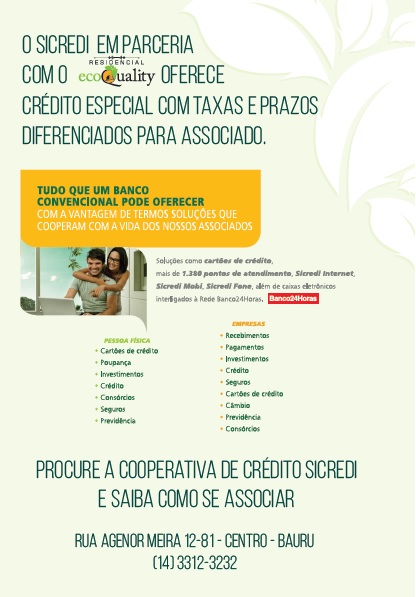 O SICREDI EM PARCERIA
COM O RESIDENCIAL ecoQuality OFERECE
CRÉDITO ESPECIAL COM TAXAS E PRAZOS
DIFERENCIADOS PARA ASSOCIADO.
TUDO QUE UM BANCO
CONVENCIONAL PODE OFERECER
COM A VANTAGEM DE TERMOS SOLUÇÕES QUE
COOPERAM COM A VIDA DOS NOSSOS ASSOCIADOS
Soluções como cartões de crédito,
mais de 1.380 pontos de atendimento, Sicredi Internet,
Sicredi Mobi, Sicredi Fone, além de caixas eletrônicos
interligados à Rede Banco24Horas. Banco24Horas
PESSOA FÍSICA
• Cartões de crédito
• Poupança
• Investimentos
• Crédito
• Consórcios
• Seguros
• Previdência
EMPRESAS
• Recebimentos
• Pagamentos
• Investimentos
• Crédito
• Seguros
• Cartões de crédito
• Câmbio
• Previdência
• Consórcios
PROCURE A COOPERATIVA DE CRÉDITO SICREDI
E SAIBA COMO SE ASSOCIAR
RUA AGENOR MEIRA 12-81 - CENTRO - BAURU
(14) 3312-3232